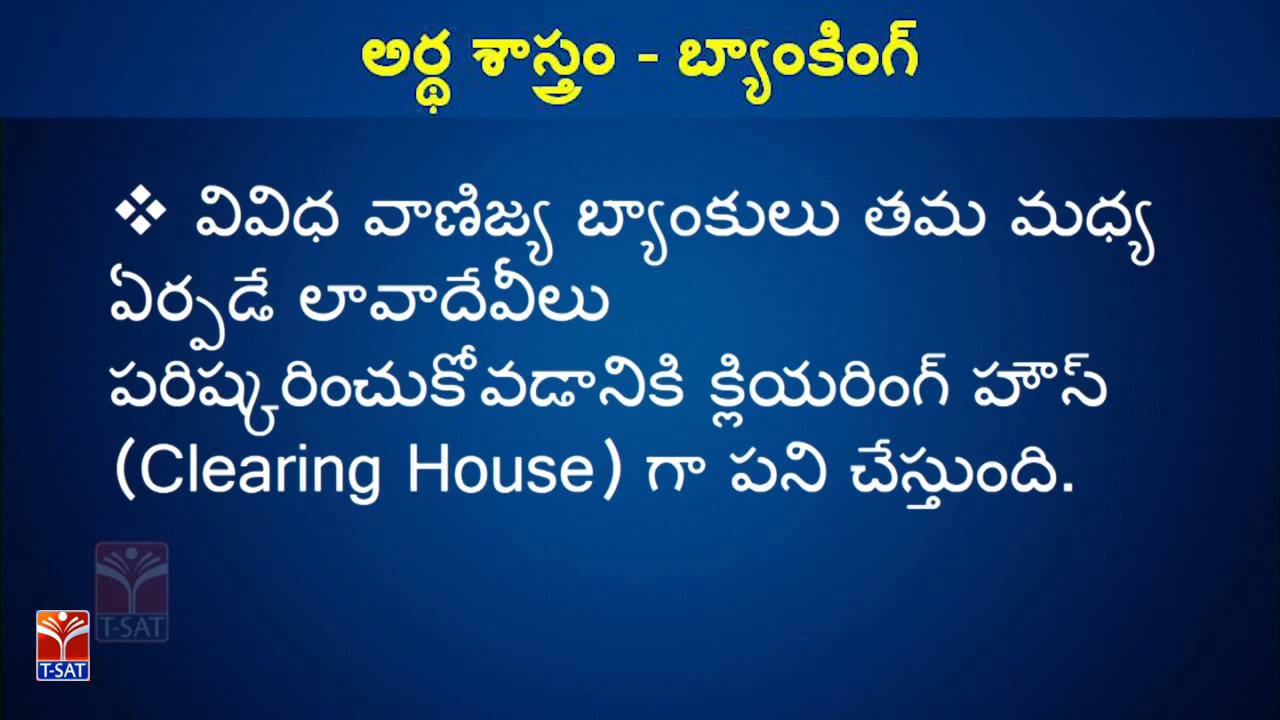 అర్థ శాస్త్రం - బ్యాంకింగ్
❖ వివిధ వాణిజ్య బ్యాంకులు తమ మధ్య
ఏర్పడే లావాదేవీలు
పరిష్కరించుకోవడానికి క్లియరింగ్ హౌస్
(Clearing House) గా పని చేస్తుంది.
T-SAT
T-SAT